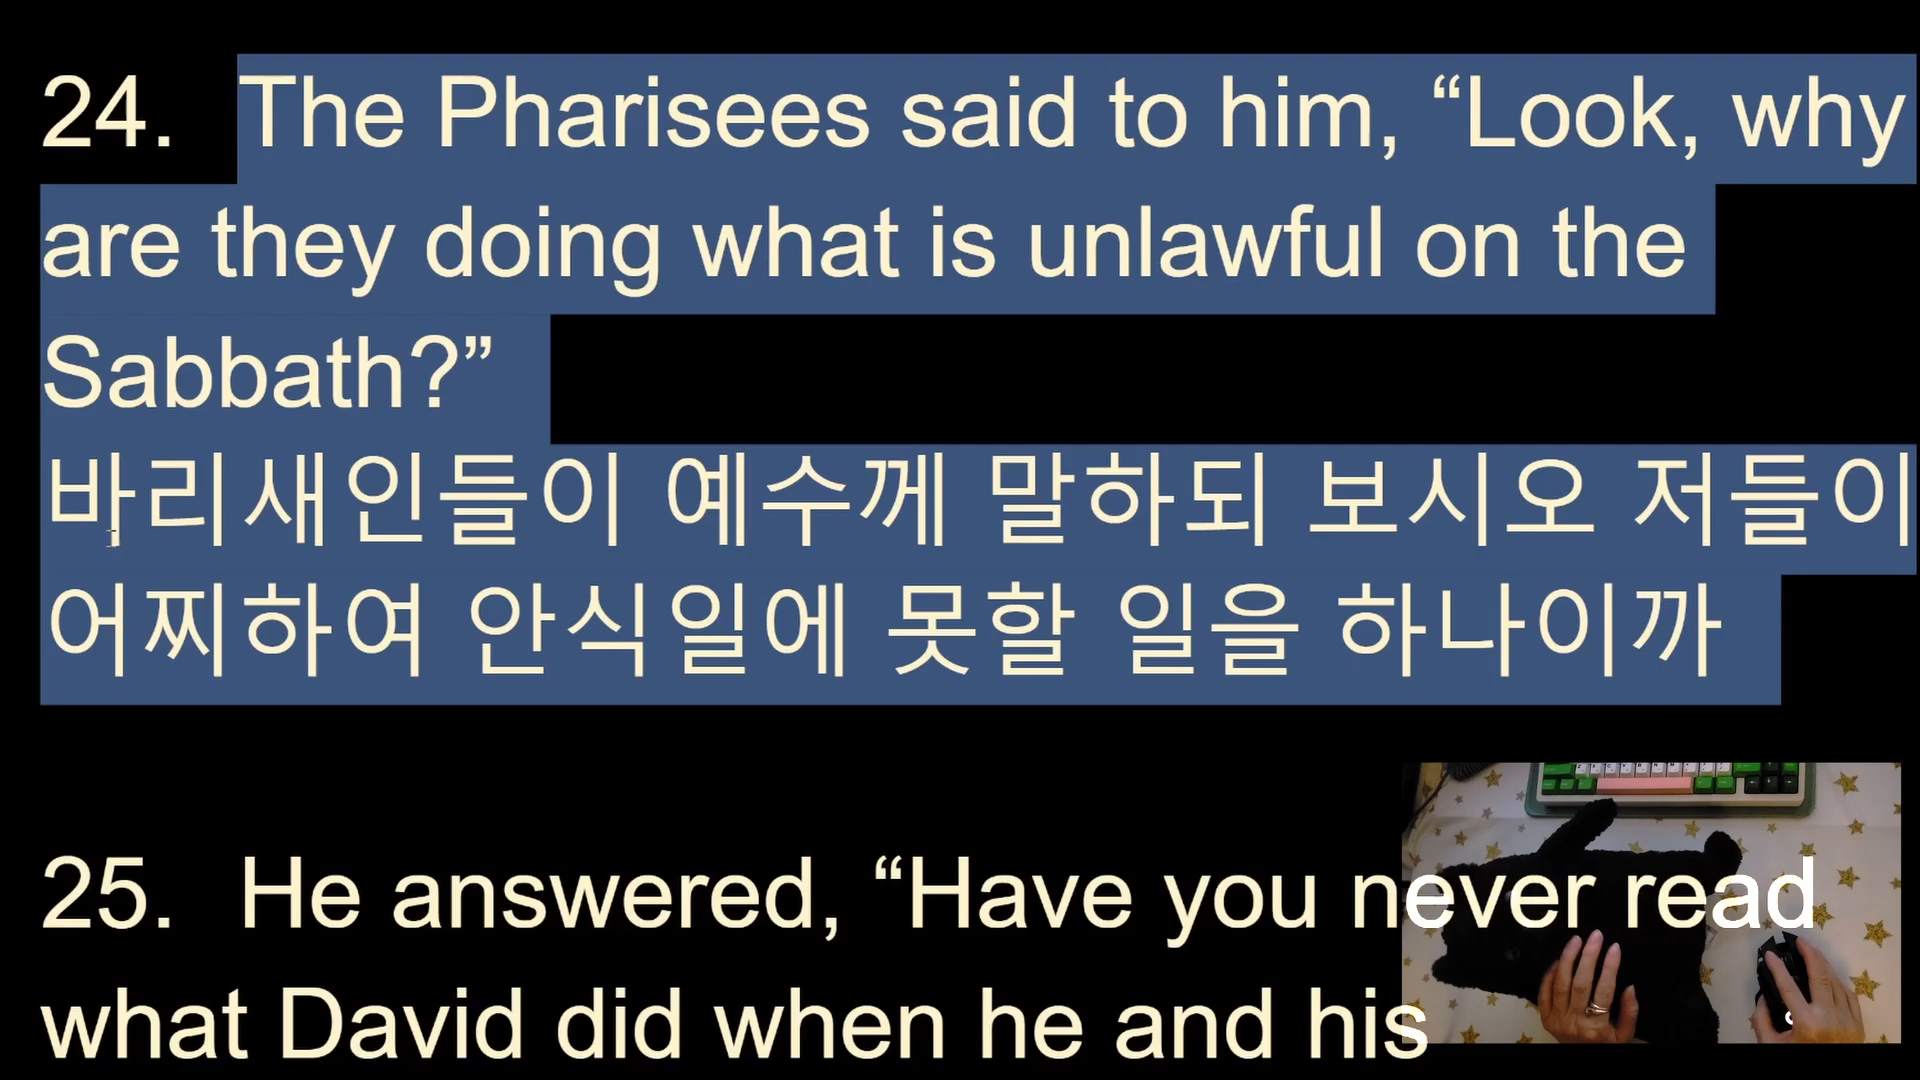 24. The Pharisees said to him, “Look, why
are they doing what is unlawful on the
Sabbath?”
바리새인들이 예수께 말하되 보시오 저들이
어찌하여 안식일에 못할 일을 하나이까
25. He answered, “Have you never read
what David did when he and his